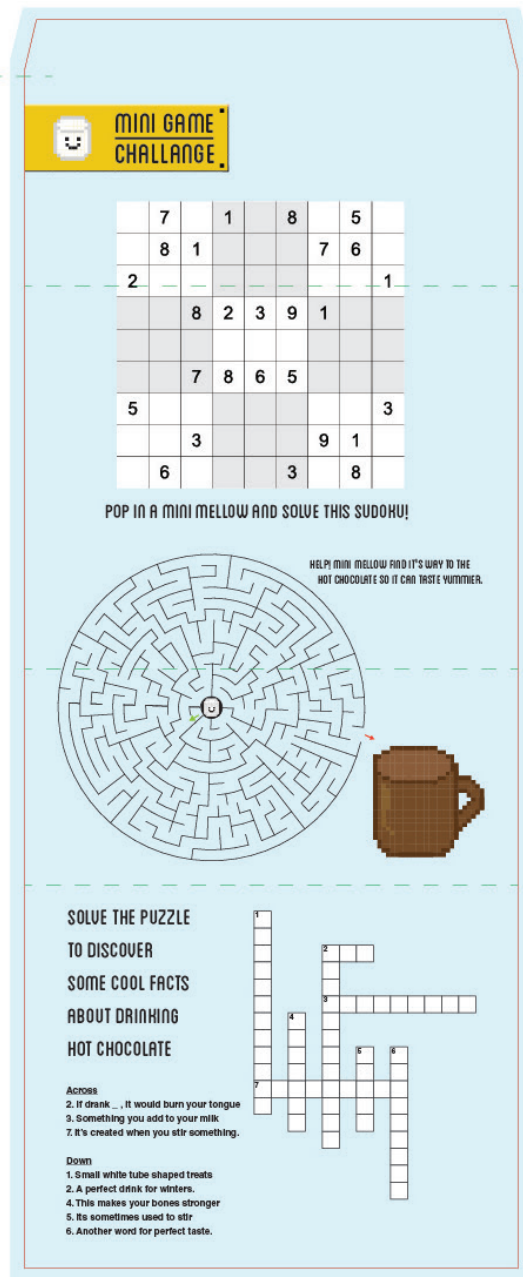 MINI GAME
CHALLANGE
7 1 8 5
8 1 7 6
2 1
8 2 3 9 1
7 8 6 5
5 3
3 9 1
6 3 8
POP IN A MINI MELLOW AND SOLVE THIS SUDOKU!
HELP! MINI MELLOW FIND IT'S WAY TO THE
HOT CHOCOLATE SO IT CAN TASTE YUMMIER.
SOLVE THE PUZZLE
TO DISCOVER
SOME COOL FACTS
ABOUT DRINKING
HOT CHOCOLATE
1
2
3
4
5 6
7
Across
2. If drank _ , it would burn your tongue
3. Something you add to your milk
7. It's created when you stir something.
Down
1. Small white tube shaped treats
2. A perfect drink for winters.
4. This makes your bones stronger
5. Its sometimes used to stir
6. Another word for perfect taste.